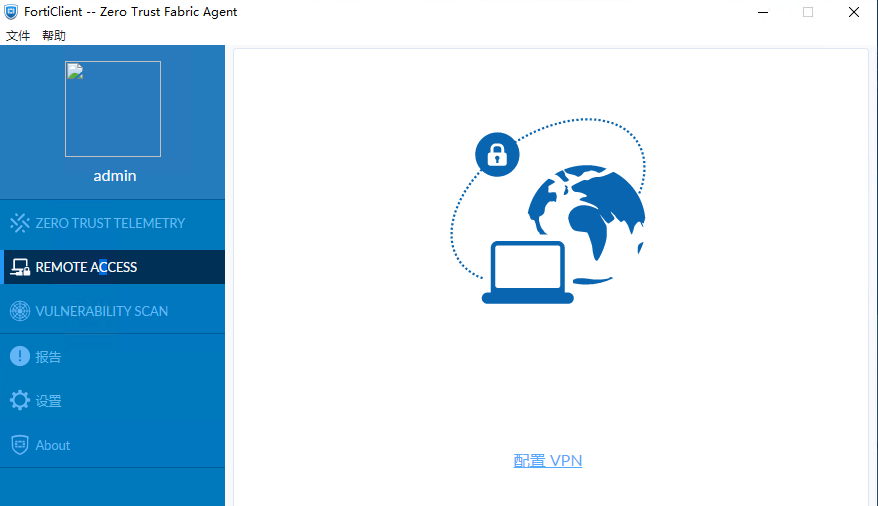 FortiClient -- Zero Trust Fabric Agent
文件 帮助
admin
ZERO TRUST TELEMETRY
REMOTE ACCESS
VULNERABILITY SCAN
报告
设置
About
配置 VPN